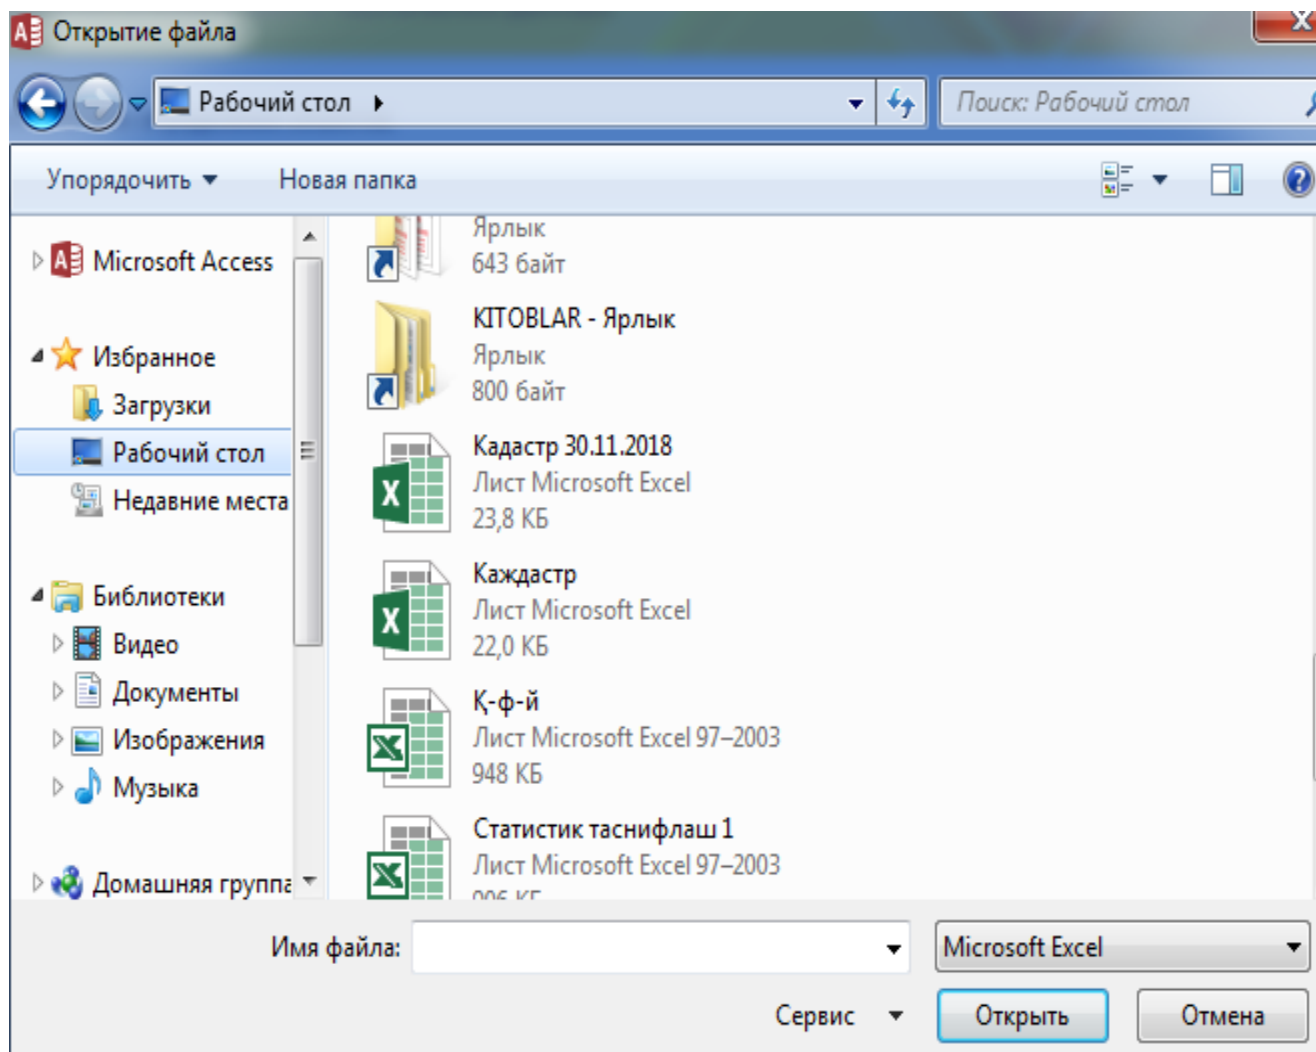 Открытие файла
Рабочий стол
Поиск: Рабочий стол
Упорядочить
Новая папка
Microsoft Access
Избранное
Загрузки
Рабочий стол
Недавние места
Библиотеки
Видео
Документы
Изображения
Музыка
Домашняя группа
Ярлык
643 байт
KITOBLAR - Ярлык
Ярлык
800 байт
Кадастр 30.11.2018
Лист Microsoft Excel
23,8 КБ
Каждастр
Лист Microsoft Excel
22,0 КБ
Қ-ф-й
Лист Microsoft Excel 97–2003
948 КБ
Статистик таснифлаш 1
Лист Microsoft Excel 97–2003
Имя файла:
Microsoft Excel
Сервис
Открыть
Отмена